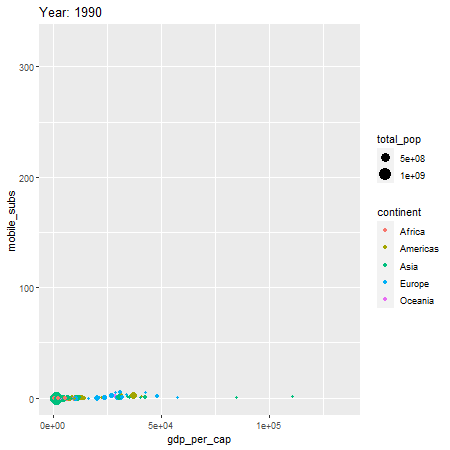 Year: 1990
300
200
100
0
mobile_subs
0e+00
5e+04
1e+05
gdp_per_cap
total_pop
5e+08
1e+09
continent
Africa
Americas
Asia
Europe
Oceania